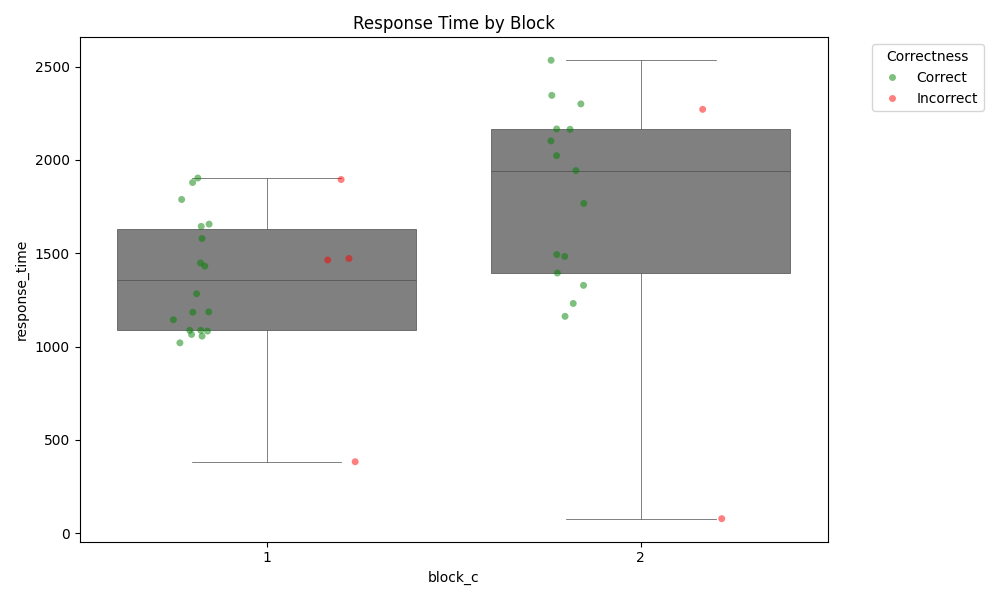 Response Time by Block
Correctness
Correct
Incorrect
response_time
2500
2000
1500
1000
500
0
1
2
block_c